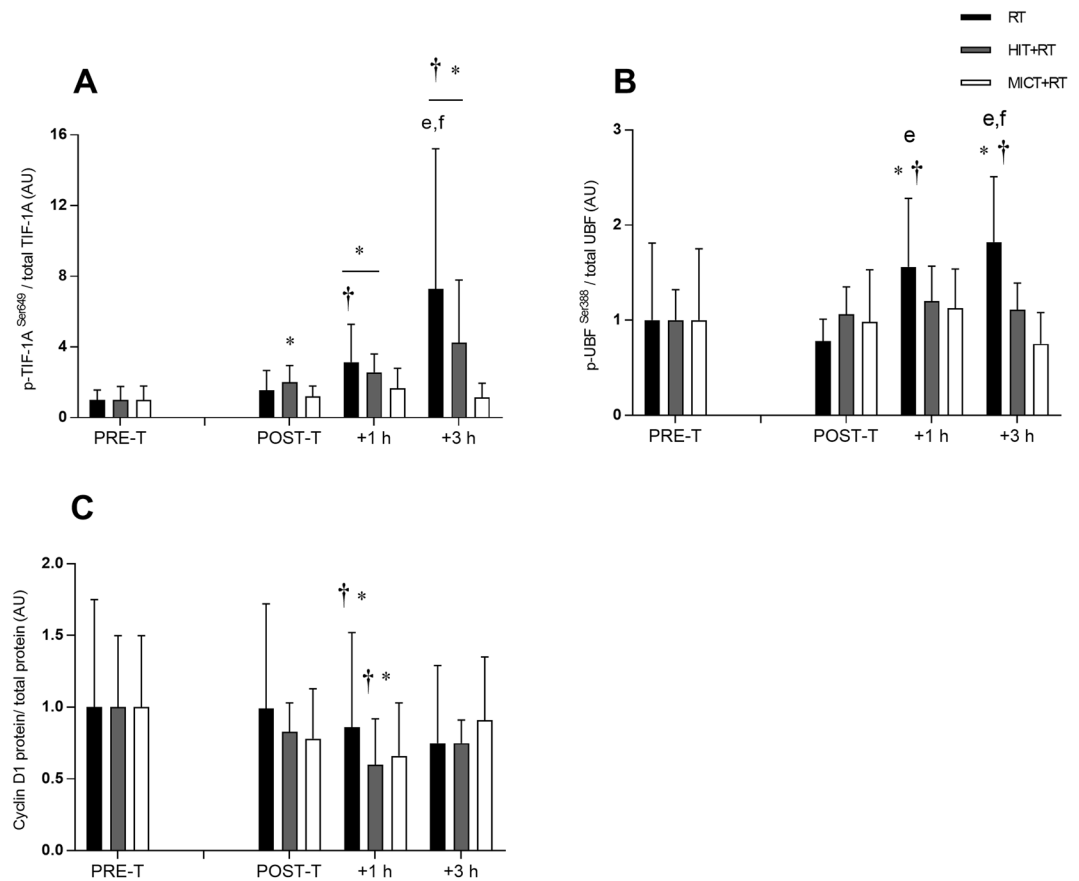 RT
HIT+RT
MICT+RT
A
† *
e,f
*
†
*
p-TIF-1A Ser649 / total TIF-1A (AU)
16
12
8
4
0
PRE-T
POST-T
+1 h
+3 h
B
e
* †
e,f
* †
p-UBF Ser388 / total UBF (AU)
3
2
1
0
PRE-T
POST-T
+1 h
+3 h
C
† *
† *
Cyclin D1 protein/ total protein (AU)
2.0
1.5
1.0
0.5
0.0
PRE-T
POST-T
+1 h
+3 h